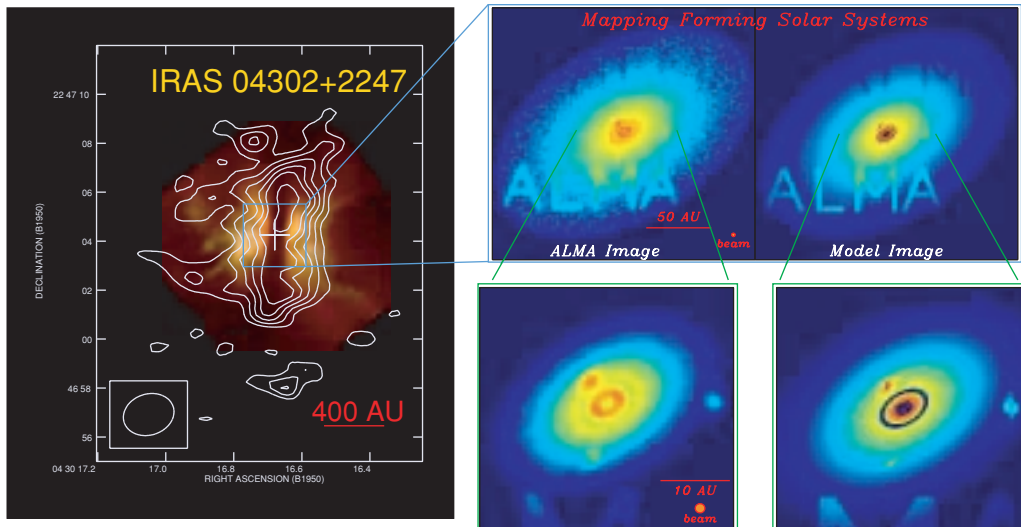 IRAS 04302+2247
22 47 10
08
06
04
02
00
46 58
56
DECLINATION (B1950)
400 AU
04 30 17.2
17.0
16.8
16.6
16.4
RIGHT ASCENSION (B1950)
Mapping Forming Solar Systems
ALMA
ALMA
50 AU
beam
ALMA Image
Model Image
10 AU
beam